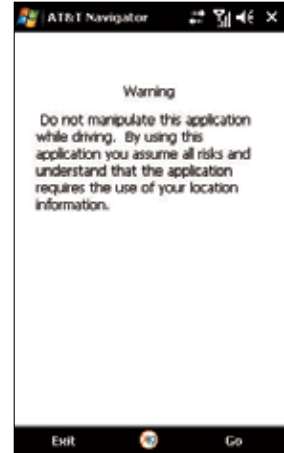 AT&T Navigator
Warning
Do not manipulate this application
while driving. By using this
application you assume all risks and
understand that the application
requires the use of your location
information.
Exit Go